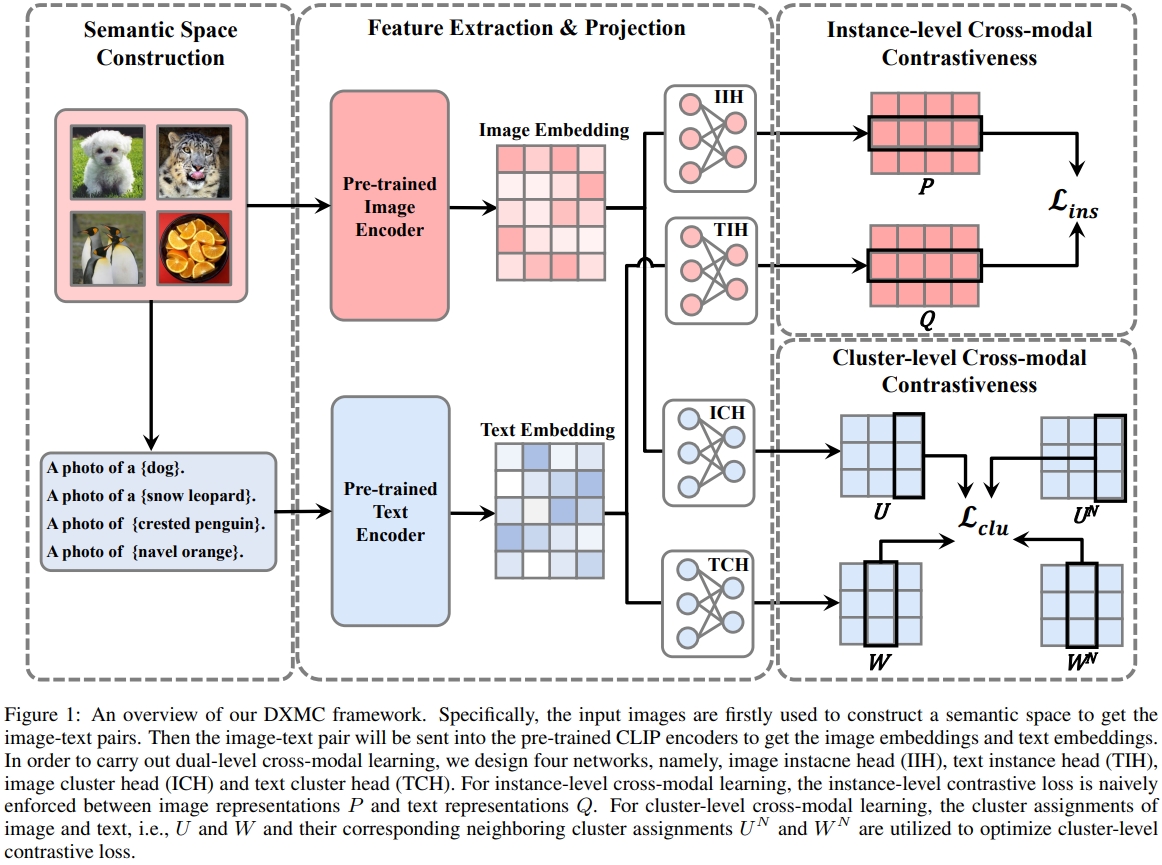 Semantic Space
Construction
A photo of a {dog}.
A photo of a {snow leopard}.
A photo of  {crested penguin}.
A photo of  {navel orange}.
Feature Extraction & Projection
Pre-trained
Image
Encoder
Image Embedding
Pre-trained
Text
Encoder
Text Embedding
IIH
TIH
ICH
TCH
Instance-level Cross-modal
Contrastiveness
P
Q
ℒins
Cluster-level Cross-modal
Contrastiveness
U
Uᴺ
ℒclu
W
Wᴺ
Figure 1: An overview of our DXMC framework. Specifically, the input images are firstly used to construct a semantic space to get the
image-text pairs. Then the image-text pair will be sent into the pre-trained CLIP encoders to get the image embeddings and text embeddings.
In order to carry out dual-level cross-modal learning, we design four networks, namely, image instacne head (IIH), text instance head (TIH),
image cluster head (ICH) and text cluster head (TCH). For instance-level cross-modal learning, the instance-level contrastive loss is naively
enforced between image representations P and text representations Q. For cluster-level cross-modal learning, the cluster assignments of
image and text, i.e., U and W and their corresponding neighboring cluster assignments Uᴺ and Wᴺ are utilized to optimize cluster-level
contrastive loss.